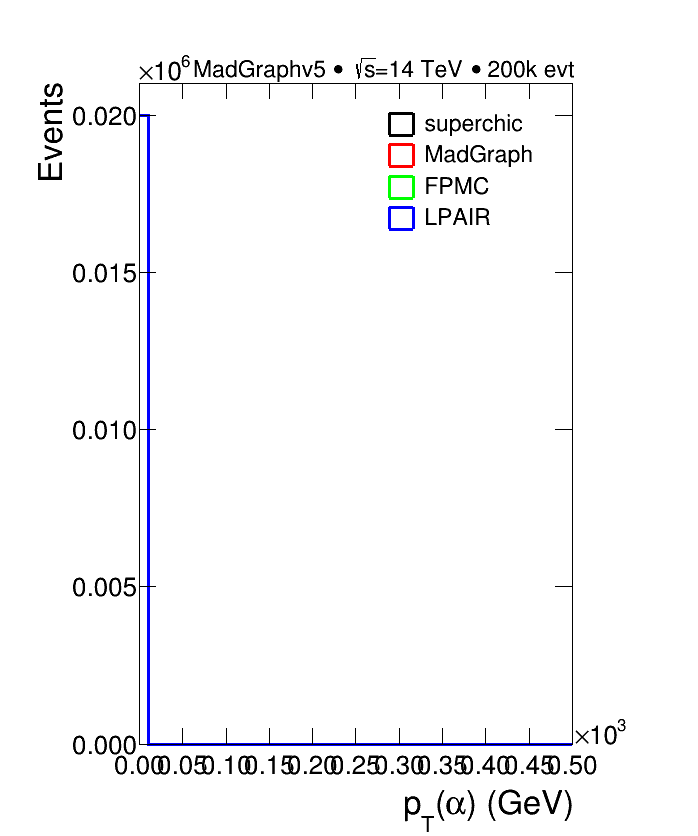 ×10⁶ MadGraphv5 • √s=14 TeV • 200k evt
Events
superchic
MadGraph
FPMC
LPAIR
0.020
0.015
0.010
0.005
0.000
0.00 0.05 0.10 0.15 0.20 0.25 0.30 0.35 0.40 0.45 0.50
×10³
p_T(α) (GeV)